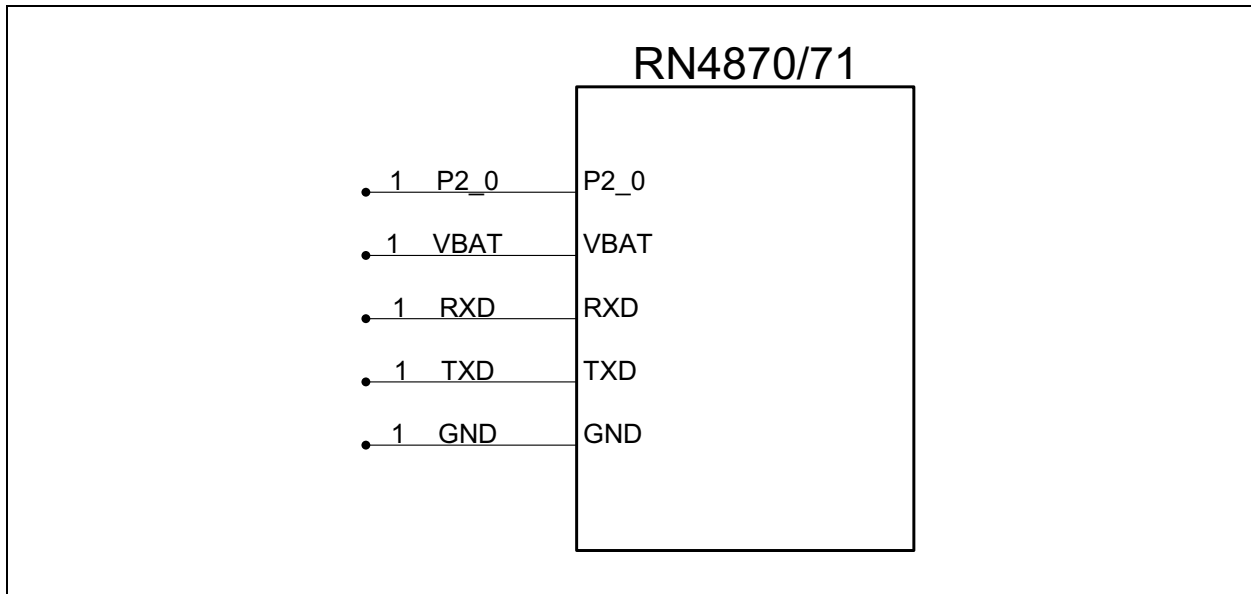 RN4870/71
1 P2_0 P2_0
1 VBAT VBAT
1 RXD RXD
1 TXD TXD
1 GND GND